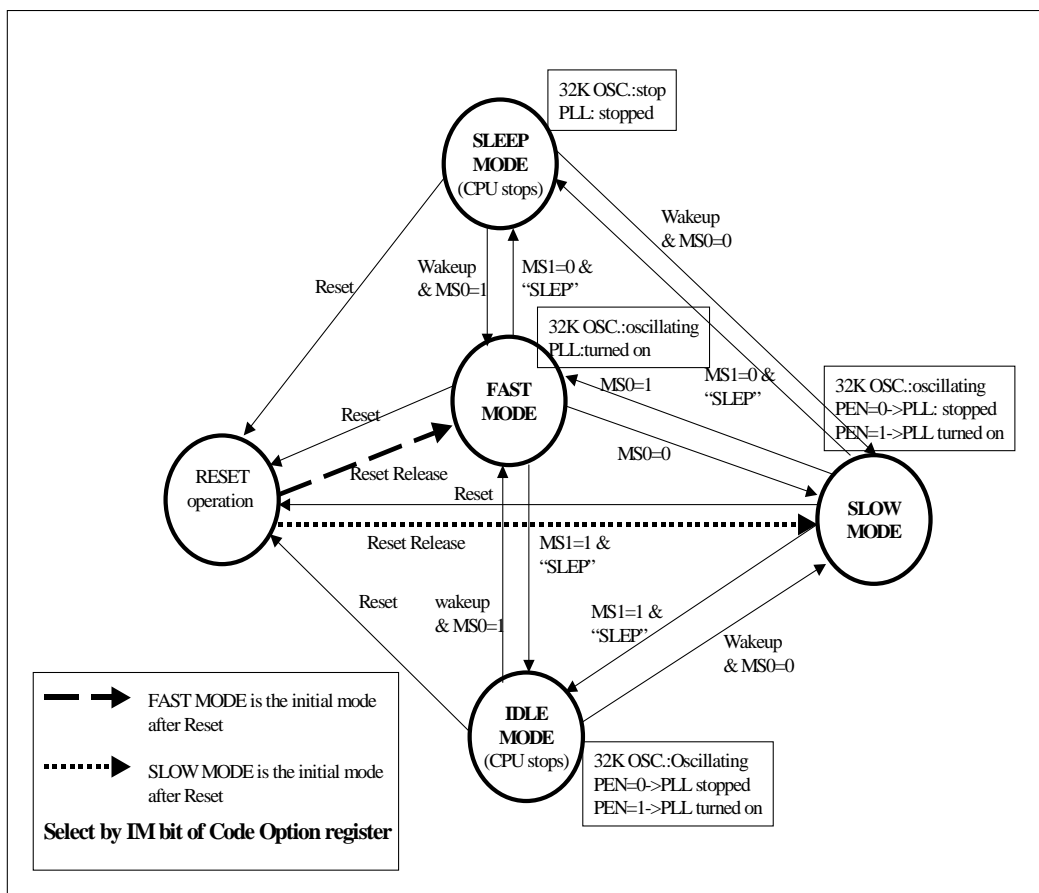 32K OSC.:stop
PLL: stopped
SLEEP
MODE
(CPU stops)
Wakeup
& MS0=0
Reset
Wakeup
& MS0=1
MS1=0 &
“SLEP”
32K OSC.:oscillating
PLL:turned on
FAST
MODE
MS0=1
MS1=0 &
“SLEP”
32K OSC.:oscillating
PEN=0->PLL: stopped
PEN=1->PLL turned on
Reset
MS0=0
RESET
operation
Reset Release
Reset
SLOW
MODE
Reset Release
MS1=1 &
“SLEP”
Reset
wakeup
& MS0=1
MS1=1 &
“SLEP”
Wakeup
& MS0=0
IDLE
MODE
(CPU stops)
32K OSC.:Oscillating
PEN=0->PLL stopped
PEN=1->PLL turned on
FAST MODE is the initial mode
after Reset
SLOW MODE is the initial mode
after Reset
Select by IM bit of Code Option register